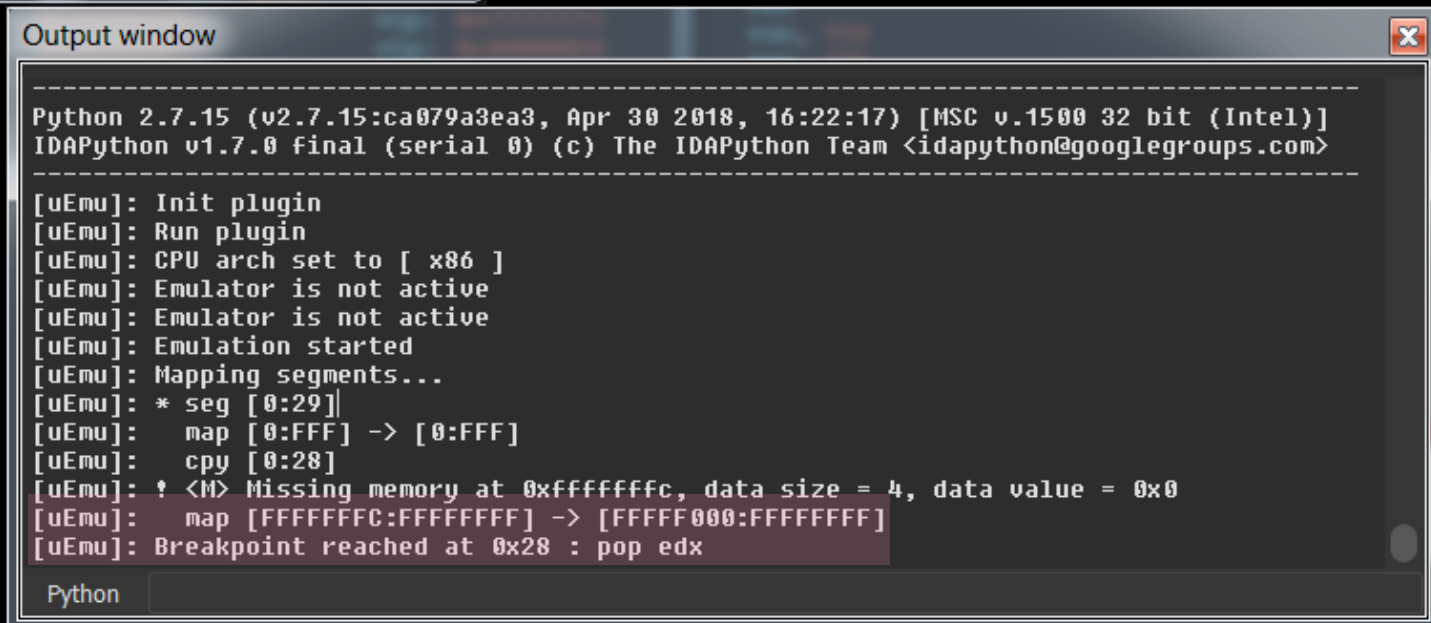 Output window
--------------------------------------------------------------------------------------
Python 2.7.15 (v2.7.15:ca079a3ea3, Apr 30 2018, 16:22:17) [MSC v.1500 32 bit (Intel)]
IDAPython v1.7.0 final (serial 0) (c) The IDAPython Team <idapython@googlegroups.com>
--------------------------------------------------------------------------------------
[uEmu]: Init plugin
[uEmu]: Run plugin
[uEmu]: CPU arch set to [ x86 ]
[uEmu]: Emulator is not active
[uEmu]: Emulator is not active
[uEmu]: Emulation started
[uEmu]: Mapping segments...
[uEmu]: * seg [0:29]
[uEmu]:   map [0:FFF] -> [0:FFF]
[uEmu]:   cpy [0:28]
[uEmu]: ! <M> Missing memory at 0xfffffffc, data size = 4, data value = 0x0
[uEmu]:   map [FFFFFFFC:FFFFFFFF] -> [FFFFF000:FFFFFFFF]
[uEmu]: Breakpoint reached at 0x28 : pop edx
Python